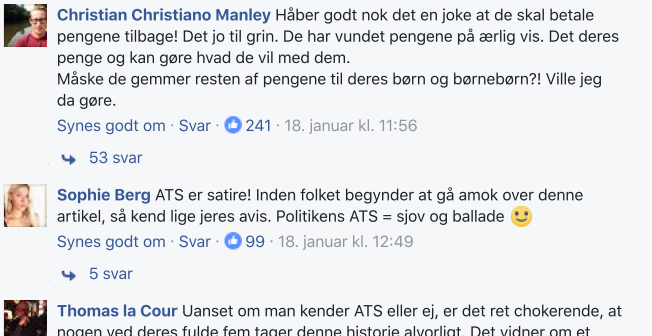 Christian Christiano Manley Håber godt nok det en joke at de skal betale
pengene tilbage! Det jo til grin. De har vundet pengene på ærlig vis. Det deres
penge og kan gøre hvad de vil med dem.
Måske de gemmer resten af pengene til deres børn og børnebørn?! Ville jeg
da gøre.
Synes godt om · Svar · 241 · 18. januar kl. 11:56
53 svar
Sophie Berg ATS er satire! Inden folket begynder at gå amok over denne
artikel, så kend lige jeres avis. Politikens ATS = sjov og ballade 🙂
Synes godt om · Svar · 99 · 18. januar kl. 12:49
5 svar
Thomas la Cour Uanset om man kender ATS eller ej, er det ret chokerende, at
nogen ved deres fulde fem tager denne historie alvorligt. Det vidner om et